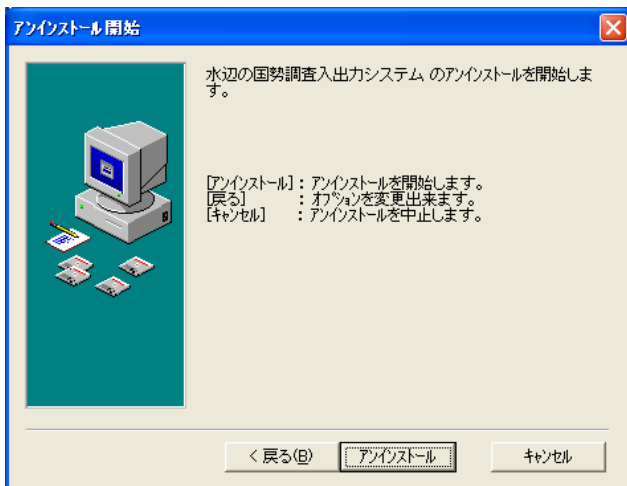 ｱﾝｲﾝｽﾄｰﾙ開始
水辺の国勢調査入出力システム のｱﾝｲﾝｽﾄｰﾙを開始しま
す。
[ｱﾝｲﾝｽﾄｰﾙ]：ｱﾝｲﾝｽﾄｰﾙを開始します。
[戻る]　　：ｵﾌﾟｼｮﾝを変更出来ます。
[ｷｬﾝｾﾙ]　　：ｱﾝｲﾝｽﾄｰﾙを中止します。
< 戻る(B)　ｱﾝｲﾝｽﾄｰﾙ　ｷｬﾝｾﾙ